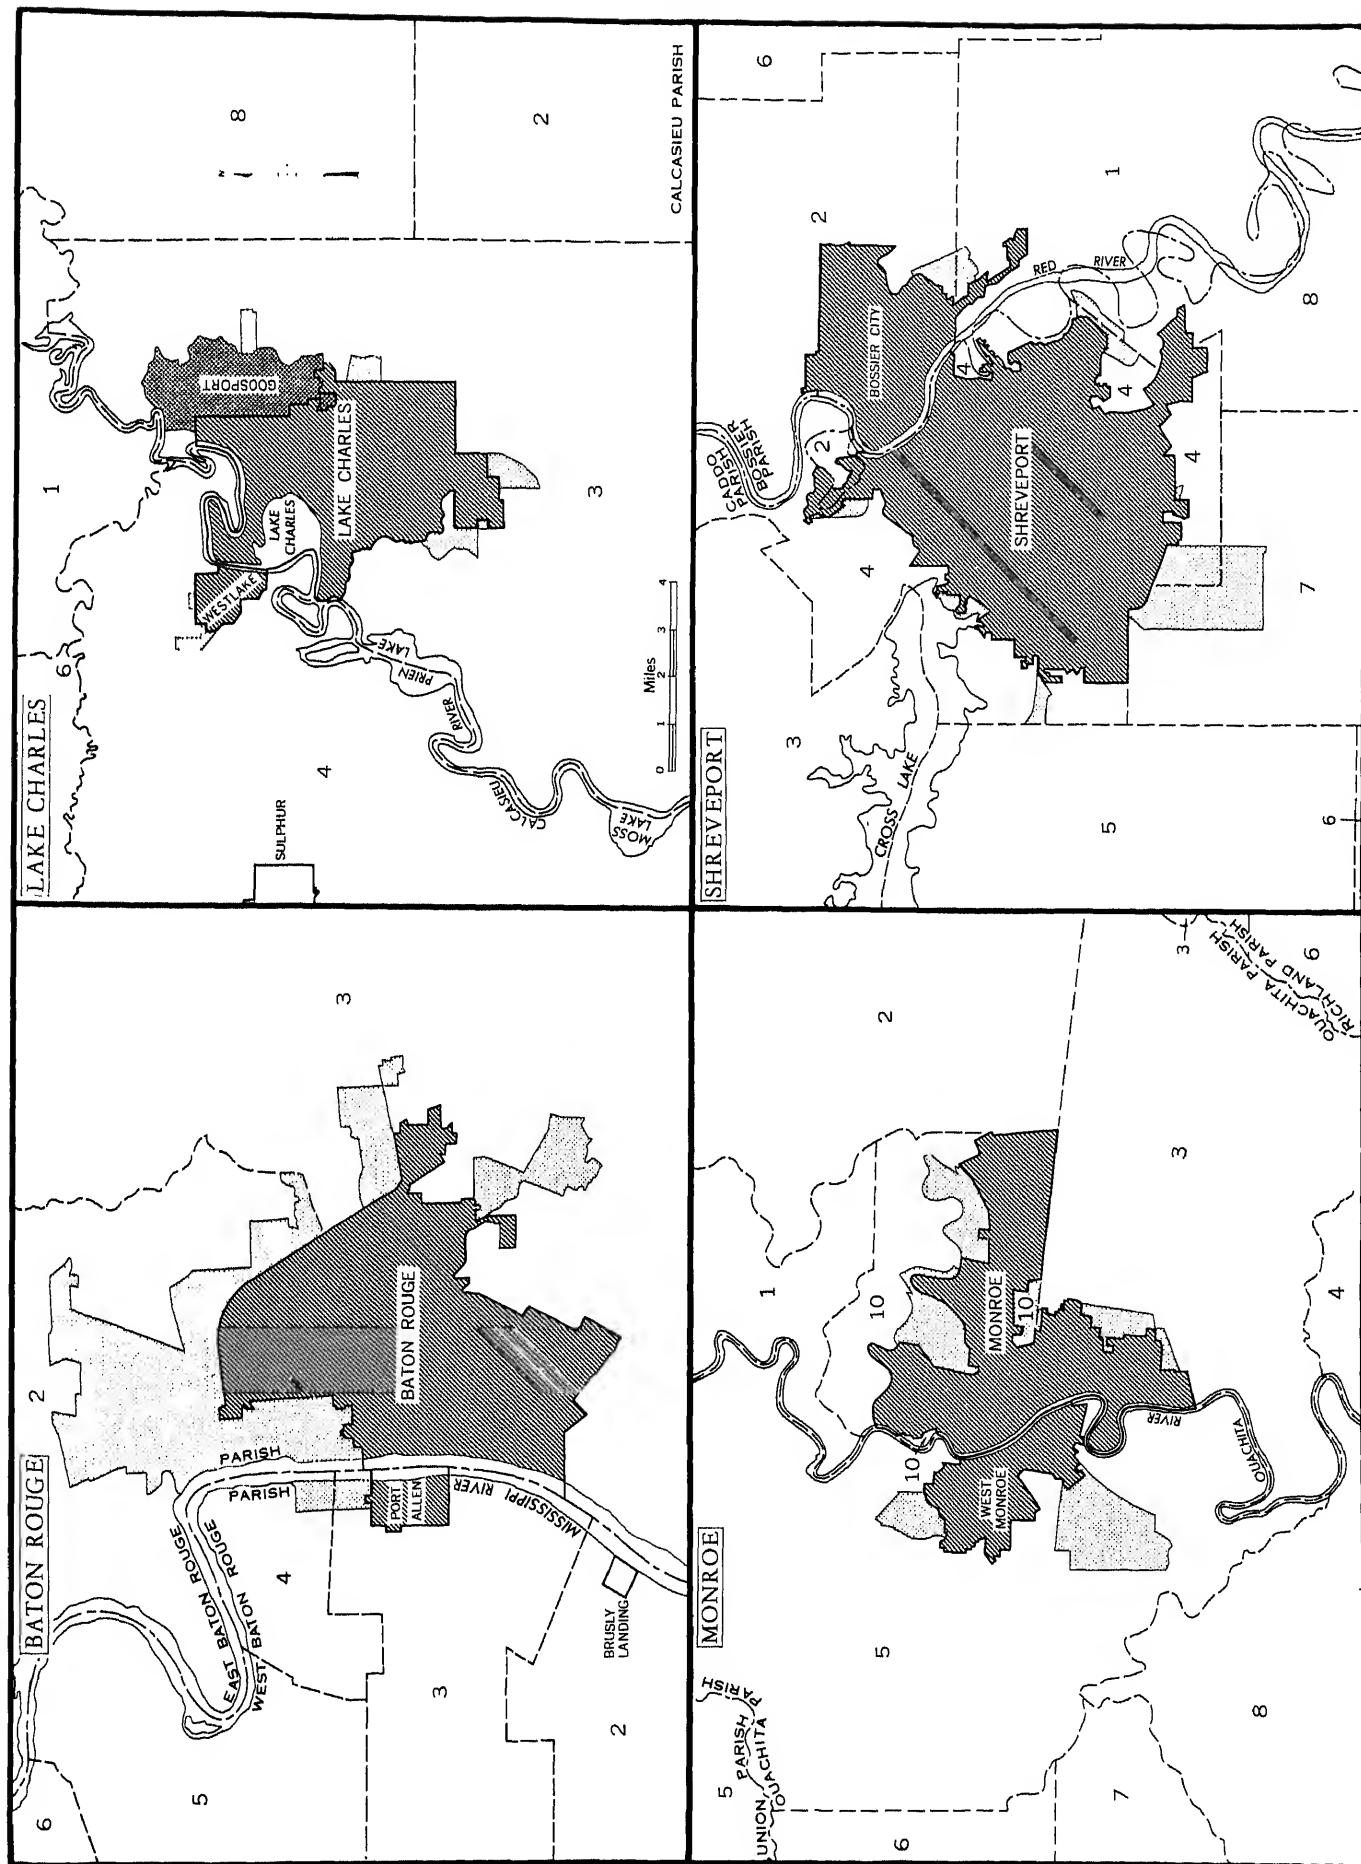 BATON ROUGE
2
6
5
EAST BATON ROUGE
WEST BATON ROUGE
PARISH
PARISH
4
3
2
PORT
ALLEN
BATON ROUGE
MISSISSIPPI
RIVER
BRUSLY
LANDING
3
LAKE CHARLES
6
1
8
SULPHUR
4
WESTLAKE
LAKE
CHARLES
LAKE CHARLES
GOOSPORT
PRIEN
LAKE
RIVER
CALCASIEU
MOSS
LAKE
3
2
0 1 2 3 4
Miles
CALCASIEU PARISH
N
MONROE
5
UNION PARISH
OUACHITA PARISH
6
7
8
5
10
WEST
MONROE
10
MONROE
10
1
2
3
4
RIVER
OUACHITA
3
6
OUACHITA PARISH
RICHLAND PARISH
SHREVEPORT
3
CROSS LAKE
5
6
4
CADDO
PARISH
BOSSIER
PARISH
2
BOSSIER CITY
2
6
1
SHREVEPORT
4
4
4
RED RIVER
7
8